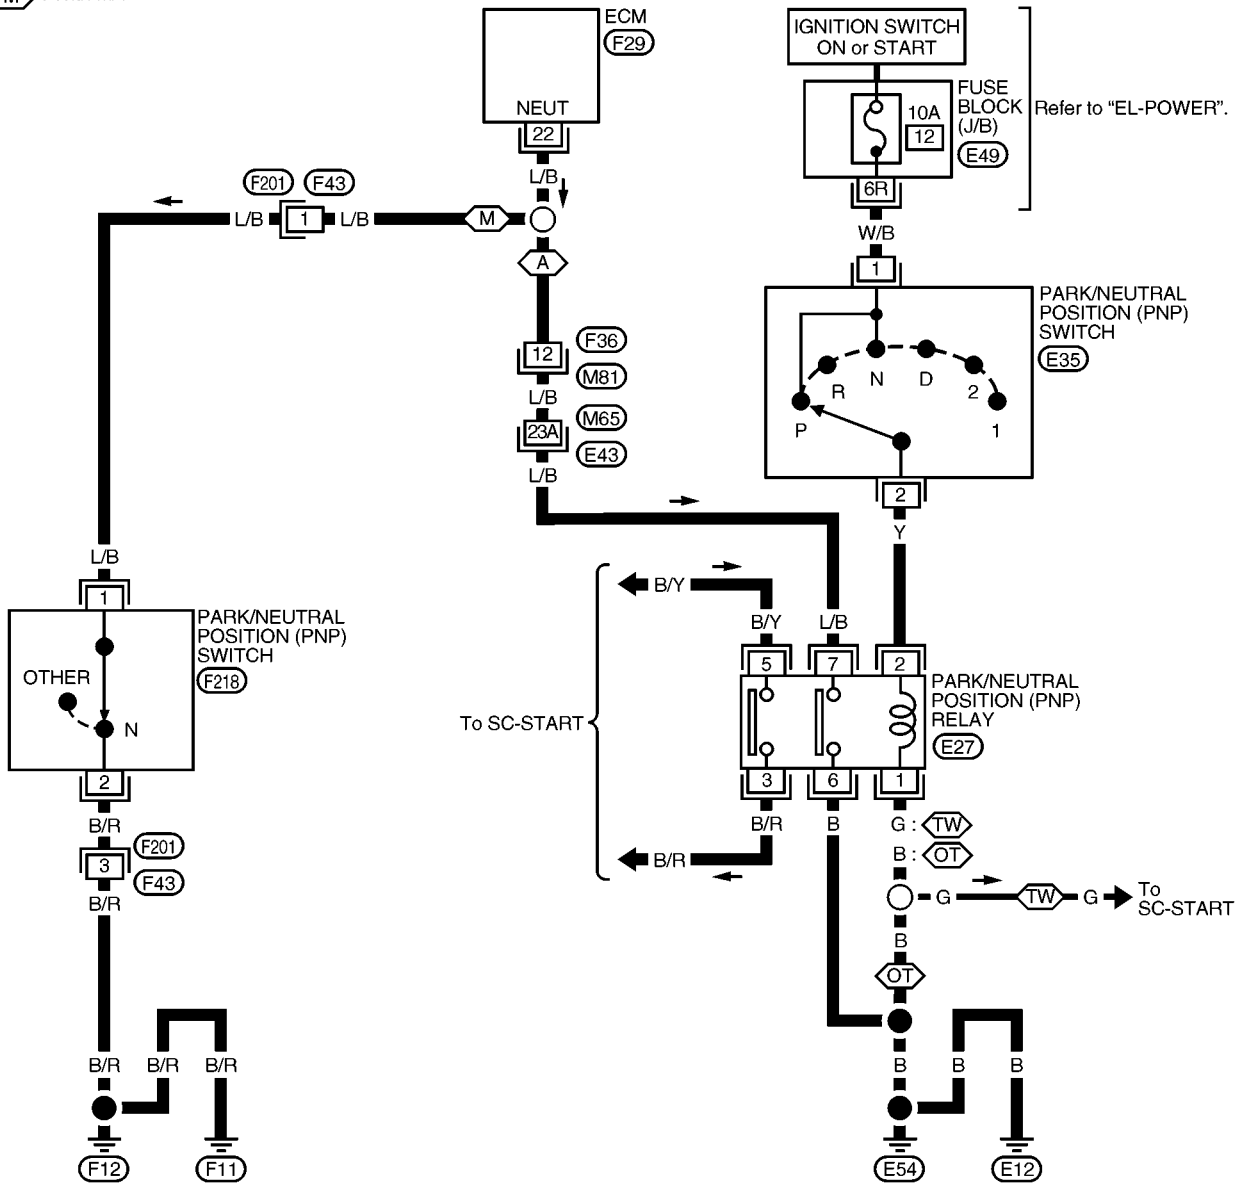 ECM
F29
NEUT
22
L/B
IGNITION SWITCH
ON or START
FUSE
BLOCK
(J/B)
Refer to “EL-POWER”.
10A
12
E49
6R
W/B
1
F201
F43
L/B
1
L/B
M
A
PARK/NEUTRAL
POSITION (PNP)
SWITCH
E35
P
R
N
D
2
1
2
Y
12
F36
M81
L/B
23A
M65
E43
L/B
L/B
1
PARK/NEUTRAL
POSITION (PNP)
SWITCH
F218
OTHER
N
2
B/R
3
F201
F43
B/R
To SC-START
B/Y
B/Y
L/B
5
7
2
PARK/NEUTRAL
POSITION (PNP)
RELAY
E27
3
6
1
B/R
B
G : TW
B : OT
B/R
G
TW
G
To
SC-START
B
OT
B/R
B/R
B/R
B
B
B
F12
F11
E54
E12